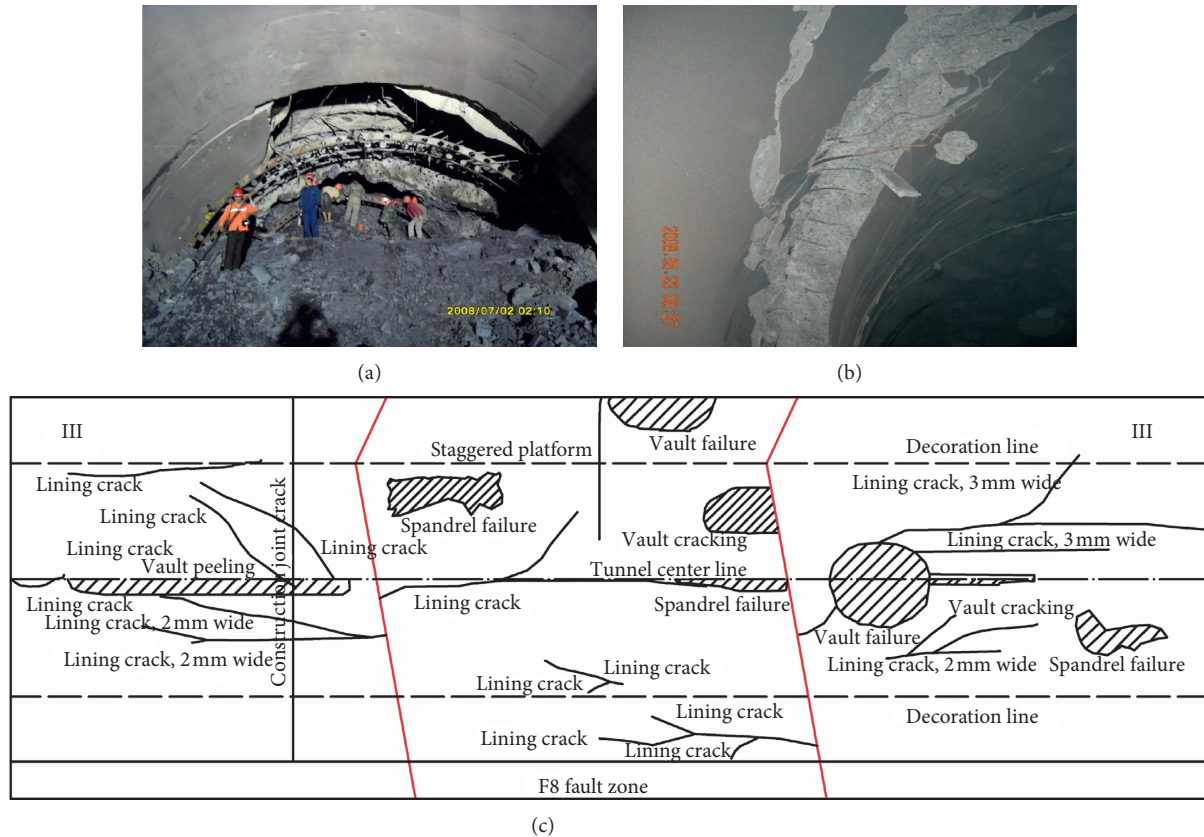 2008/07/02 02:10
(a)
(b)
III
III
Staggered platform
Vault failure
Decoration line
Lining crack
Lining crack, 3 mm wide
Lining crack
Spandrel failure
Construction joint crack
Lining crack
Lining crack
Vault cracking
Lining crack, 3 mm wide
Vault peeling
Tunnel center line
Lining crack
Lining crack
Spandrel failure
Vault cracking
Lining crack, 2 mm wide
Vault failure
Lining crack, 2 mm wide
Lining crack, 2 mm wide
Spandrel failure
Lining crack
Lining crack
Lining crack
Decoration line
Lining crack
Lining crack
F8 fault zone
(c)